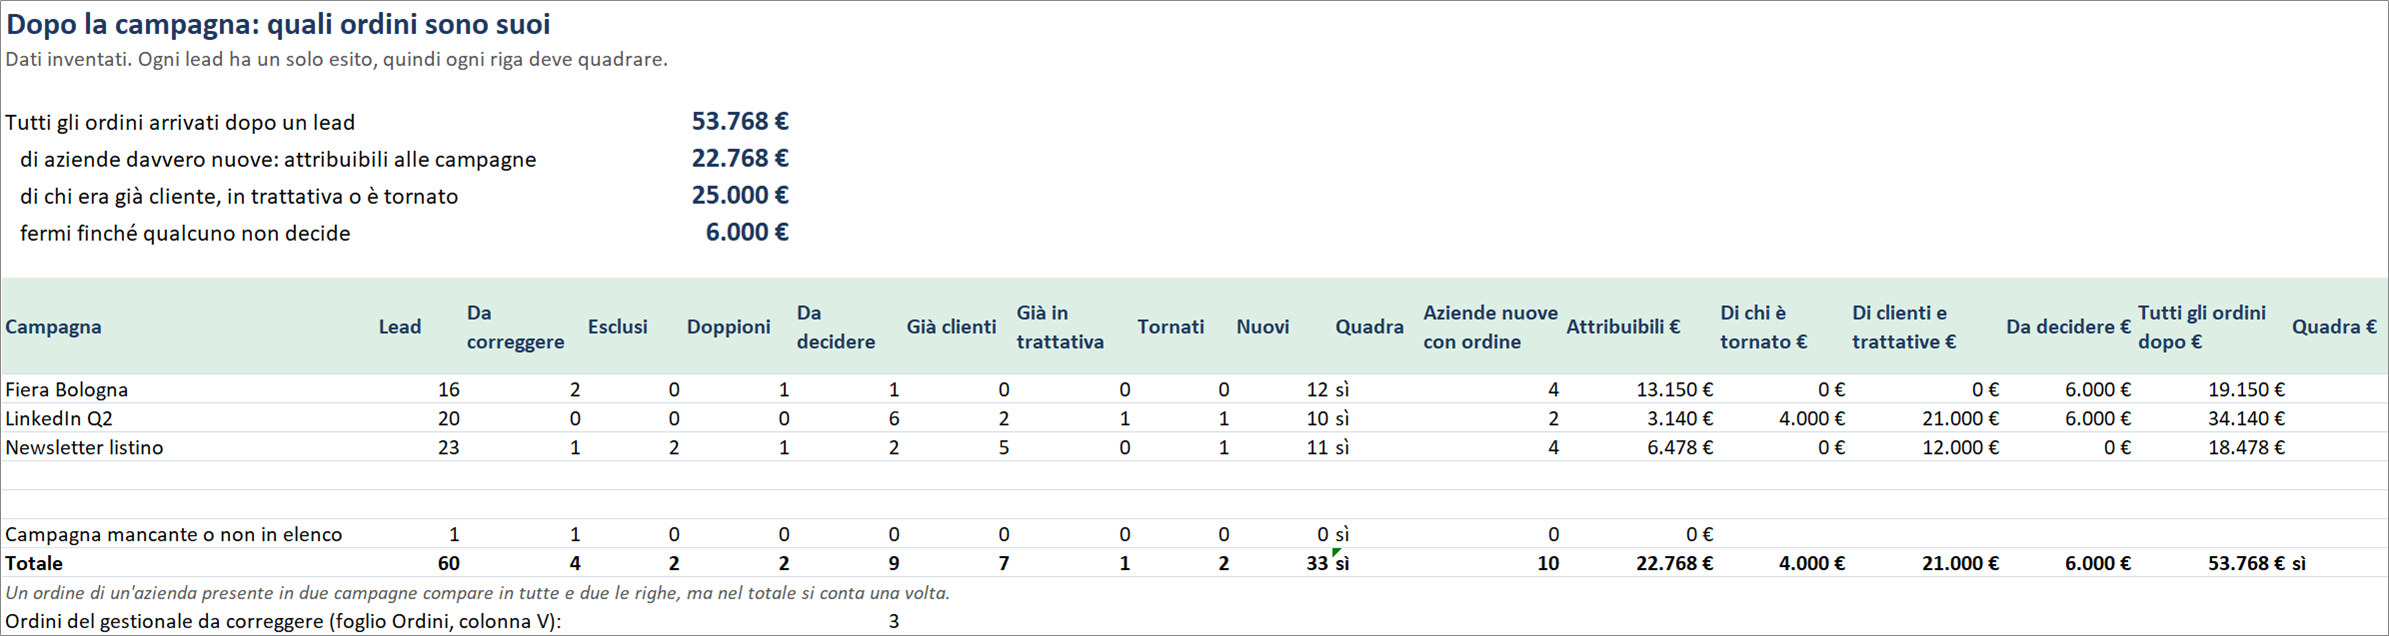 Dopo la campagna: quali ordini sono suoi
Dati inventati. Ogni lead ha un solo esito, quindi ogni riga deve quadrare.
Tutti gli ordini arrivati dopo un lead 53.768 €
di aziende davvero nuove: attribuibili alle campagne 22.768 €
di chi era già cliente, in trattativa o è tornato 25.000 €
fermi finché qualcuno non decide 6.000 €
Campagna Lead Da correggere Esclusi Doppioni Da decidere Già clienti Già in trattativa Tornati Nuovi Quadra Aziende nuove con ordine Attribuibili € Di chi è tornato € Di clienti e trattative € Da decidere € Tutti gli ordini dopo € Quadra €
Fiera Bologna 16 2 0 1 1 0 0 0 12 sì 4 13.150 € 0 € 0 € 6.000 € 19.150 €
LinkedIn Q2 20 0 0 0 6 2 1 1 10 sì 2 3.140 € 4.000 € 21.000 € 6.000 € 34.140 €
Newsletter listino 23 1 2 1 2 5 0 1 11 sì 4 6.478 € 0 € 12.000 € 0 € 18.478 €
Campagna mancante o non in elenco 1 1 0 0 0 0 0 0 0 sì 0 0 €
Totale 60 4 2 2 9 7 1 2 33 sì 10 22.768 € 4.000 € 21.000 € 6.000 € 53.768 € sì
Un ordine di un'azienda presente in due campagne compare in tutte e due le righe, ma nel totale si conta una volta.
Ordini del gestionale da correggere (foglio Ordini, colonna V): 3